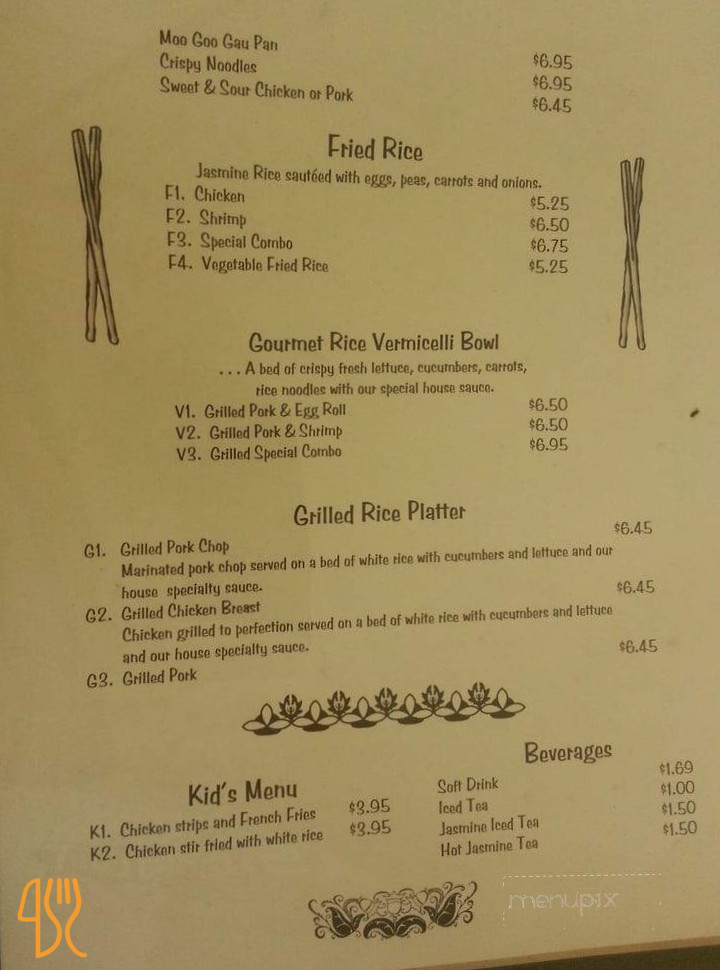 Moo Goo Gau Pan $6.95
Crispy Noodles $6.95
Sweet & Sour Chicken or Pork $6.45
Fried Rice
Jasmine Rice sautéed with eggs, peas, carrots and onions.
F1. Chicken $5.25
F2. Shrimp $6.50
F3. Special Combo $6.75
F4. Vegetable Fried Rice $5.25
Gourmet Rice Vermicelli Bowl
. . . A bed of crispy fresh lettuce, cucumbers, carrots,
rice noodles with our special house sauce.
V1. Grilled Pork & Egg Roll $6.50
V2. Grilled Pork & Shrimp $6.50
V3. Grilled Special Combo $6.95
Grilled Rice Platter
G1. Grilled Pork Chop $6.45
Marinated pork chop served on a bed of white rice with cucumbers and lettuce and our
house specialty sauce.
G2. Grilled Chicken Breast $6.45
Chicken grilled to perfection served on a bed of white rice with cucumbers and lettuce
and our house specialty sauce.
G3. Grilled Pork $6.45
Kid's Menu
K1. Chicken strips and French Fries $3.95
K2. Chicken stir fried with white rice $3.95
Beverages
Soft Drink $1.69
Iced Tea $1.00
Jasmine Iced Tea $1.50
Hot Jasmine Tea $1.50
menupix